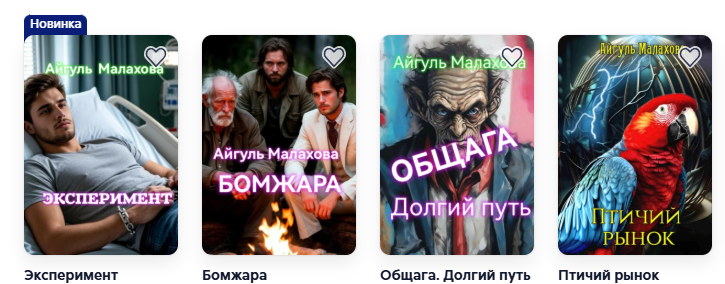 Новинка
Айгуль Малахова
ЭКСПЕРИМЕНТ
Эксперимент
Айгуль Малахова
БОМЖАРА
Бомжара
Айгуль Малахова
ОБЩАГА
Долгий путь
Общага. Долгий путь
Айгуль Малахов
Птичий
рынок
Птичий рынок